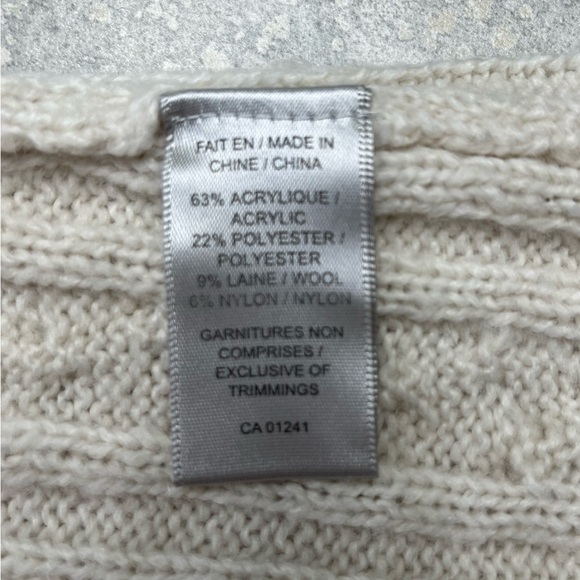 FAIT EN / MADE IN
CHINE / CHINA
63% ACRYLIQUE /
ACRYLIC
22% POLYESTER /
POLYESTER
9% LAINE / WOOL
6% NYLON / NYLON
GARNITURES NON
COMPRISES /
EXCLUSIVE OF
TRIMMINGS
CA 01241